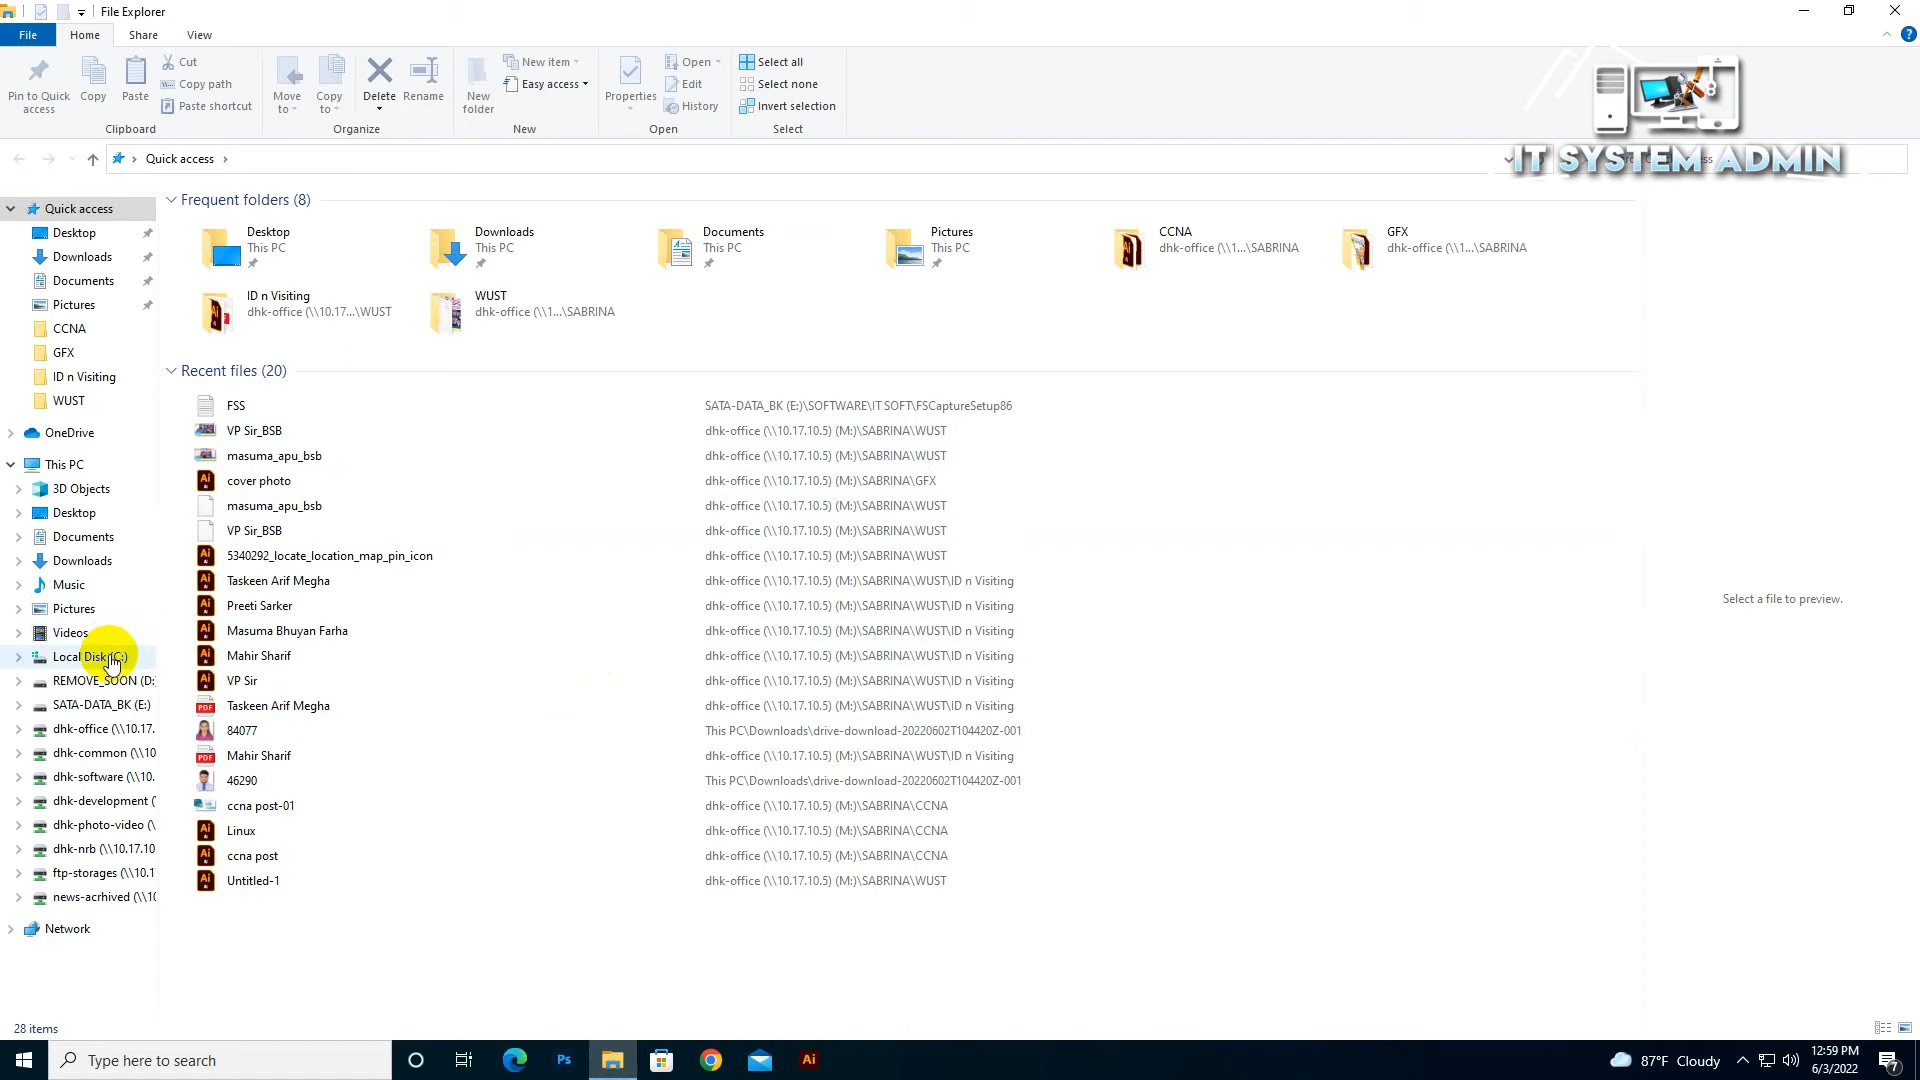 File Explorer
File Home Share View
Pin to Quick access
Copy
Paste
Cut
Copy path
Paste shortcut
Clipboard
Move to
Copy to
Delete
Rename
Organize
New folder
New item
Easy access
New
Properties
Open
Edit
History
Open
Select all
Select none
Invert selection
Select
IT SYSTEM ADMIN
Quick access
Quick access
Desktop
Downloads
Documents
Pictures
CCNA
GFX
ID n Visiting
WUST
OneDrive
This PC
3D Objects
Desktop
Documents
Downloads
Music
Pictures
Videos
Local Disk (C:)
REMOVE_SOON (D:
SATA-DATA_BK (E:)
dhk-office (\\10.17.
dhk-common (\\10
dhk-software (\\10.
dhk-development (\
dhk-photo-video (\
dhk-nrb (\\10.17.10
ftp-storages (\\10.1
news-acrhived (\\10
Network
Frequent folders (8)
Desktop
This PC
Downloads
This PC
Documents
This PC
Pictures
This PC
CCNA
dhk-office (\\1...\SABRINA
GFX
dhk-office (\\1...\SABRINA
ID n Visiting
dhk-office (\\10.17...\WUST
WUST
dhk-office (\\1...\SABRINA
Recent files (20)
FSS SATA-DATA_BK (E:)\SOFTWARE\IT SOFT\FSCaptureSetup86
VP Sir_BSB dhk-office (\\10.17.10.5) (M:)\SABRINA\WUST
masuma_apu_bsb dhk-office (\\10.17.10.5) (M:)\SABRINA\WUST
cover photo dhk-office (\\10.17.10.5) (M:)\SABRINA\GFX
masuma_apu_bsb dhk-office (\\10.17.10.5) (M:)\SABRINA\WUST
VP Sir_BSB dhk-office (\\10.17.10.5) (M:)\SABRINA\WUST
5340292_locate_location_map_pin_icon dhk-office (\\10.17.10.5) (M:)\SABRINA\WUST
Taskeen Arif Megha dhk-office (\\10.17.10.5) (M:)\SABRINA\WUST\ID n Visiting
Preeti Sarker dhk-office (\\10.17.10.5) (M:)\SABRINA\WUST\ID n Visiting
Masuma Bhuyan Farha dhk-office (\\10.17.10.5) (M:)\SABRINA\WUST\ID n Visiting
Mahir Sharif dhk-office (\\10.17.10.5) (M:)\SABRINA\WUST\ID n Visiting
VP Sir dhk-office (\\10.17.10.5) (M:)\SABRINA\WUST\ID n Visiting
Taskeen Arif Megha dhk-office (\\10.17.10.5) (M:)\SABRINA\WUST\ID n Visiting
84077 This PC\Downloads\drive-download-20220602T104420Z-001
Mahir Sharif dhk-office (\\10.17.10.5) (M:)\SABRINA\WUST\ID n Visiting
46290 This PC\Downloads\drive-download-20220602T104420Z-001
ccna post-01 dhk-office (\\10.17.10.5) (M:)\SABRINA\CCNA
Linux dhk-office (\\10.17.10.5) (M:)\SABRINA\CCNA
ccna post dhk-office (\\10.17.10.5) (M:)\SABRINA\CCNA
Untitled-1 dhk-office (\\10.17.10.5) (M:)\SABRINA\WUST
Select a file to preview.
28 items
Type here to search
Ps
Ai
87°F Cloudy
12:59 PM
6/3/2022
7